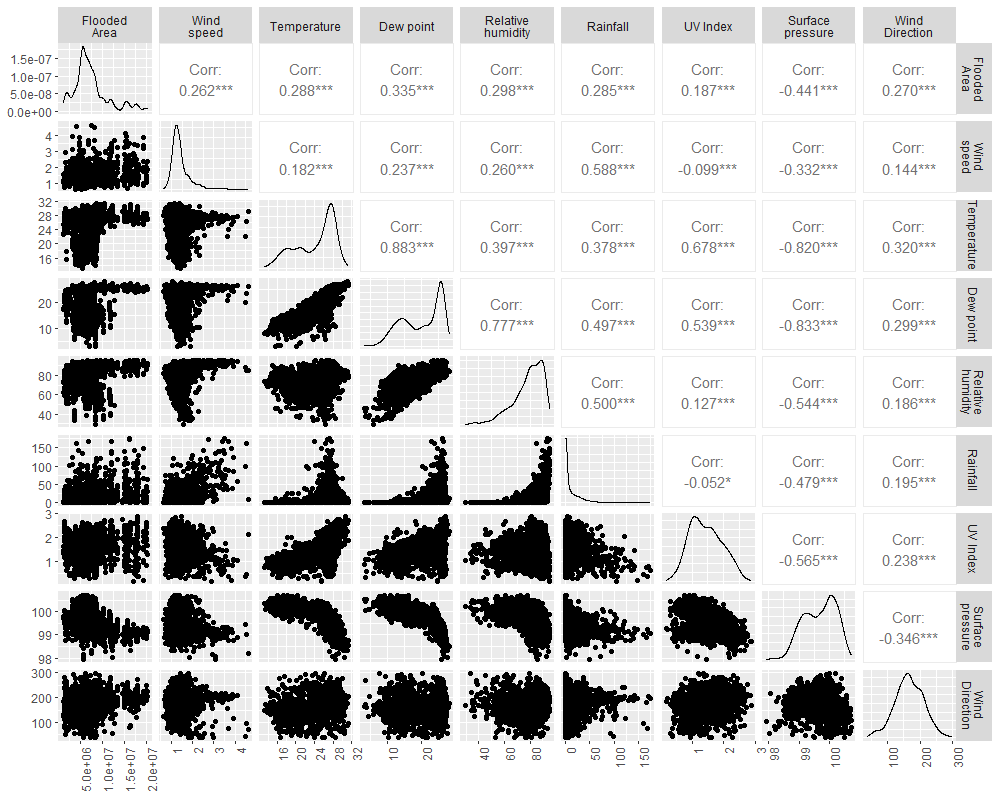 Flooded
Area
Wind
speed
Temperature
Dew point
Relative
humidity
Rainfall
UV Index
Surface
pressure
Wind
Direction
1.5e-07
1.0e-07
5.0e-08
0.0e+00
Corr:
0.262***
Corr:
0.288***
Corr:
0.335***
Corr:
0.298***
Corr:
0.285***
Corr:
0.187***
Corr:
-0.441***
Corr:
0.270***
Flooded
Area
4
3
2
1
Corr:
0.182***
Corr:
0.237***
Corr:
0.260***
Corr:
0.588***
Corr:
-0.099***
Corr:
-0.332***
Corr:
0.144***
Wind
speed
32
28
24
20
16
Corr:
0.883***
Corr:
0.397***
Corr:
0.378***
Corr:
0.678***
Corr:
-0.820***
Corr:
0.320***
Temperature
20
10
Corr:
0.777***
Corr:
0.497***
Corr:
0.539***
Corr:
-0.833***
Corr:
0.299***
Dew point
80
60
40
Corr:
0.500***
Corr:
0.127***
Corr:
-0.544***
Corr:
0.186***
Relative
humidity
150
100
50
0
Corr:
-0.052*
Corr:
-0.479***
Corr:
0.195***
Rainfall
3
2
1
Corr:
-0.565***
Corr:
0.238***
UV Index
100
99
98
Corr:
-0.346***
Surface
pressure
300
200
100
Wind
Direction
5.0e+06
1.0e+07
1.5e+07
2.0e+07
1
2
3
4
16
20
24
28
32
10
20
40
60
80
0
50
100
150
1
2
3
98
99
100
100
200
300